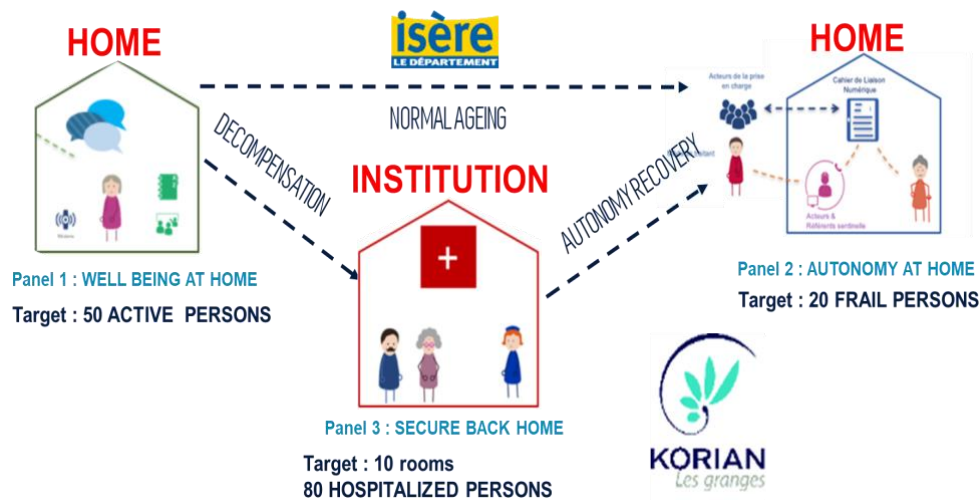 HOME
isère
LE DÉPARTEMENT
HOME
Acteurs de la prise
en charge
Cahier de Liaison
Numérique
NORMAL AGEING
DECOMPENSATION
INSTITUTION
AUTONOMY RECOVERY
Acteurs &
Référents sentinelle
Panel 1 : WELL BEING AT HOME
Target : 50 ACTIVE PERSONS
Panel 2 : AUTONOMY AT HOME
Target : 20 FRAIL PERSONS
Panel 3 : SECURE BACK HOME
Target : 10 rooms
80 HOSPITALIZED PERSONS
KORIAN
Les granges